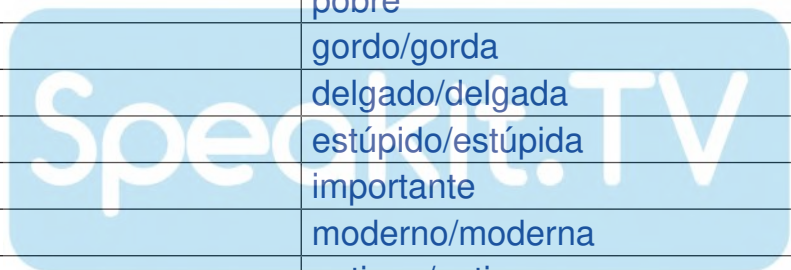 pobre
gordo/gorda
delgado/delgada
estúpido/estúpida
importante
moderno/moderna
Speakit.TV